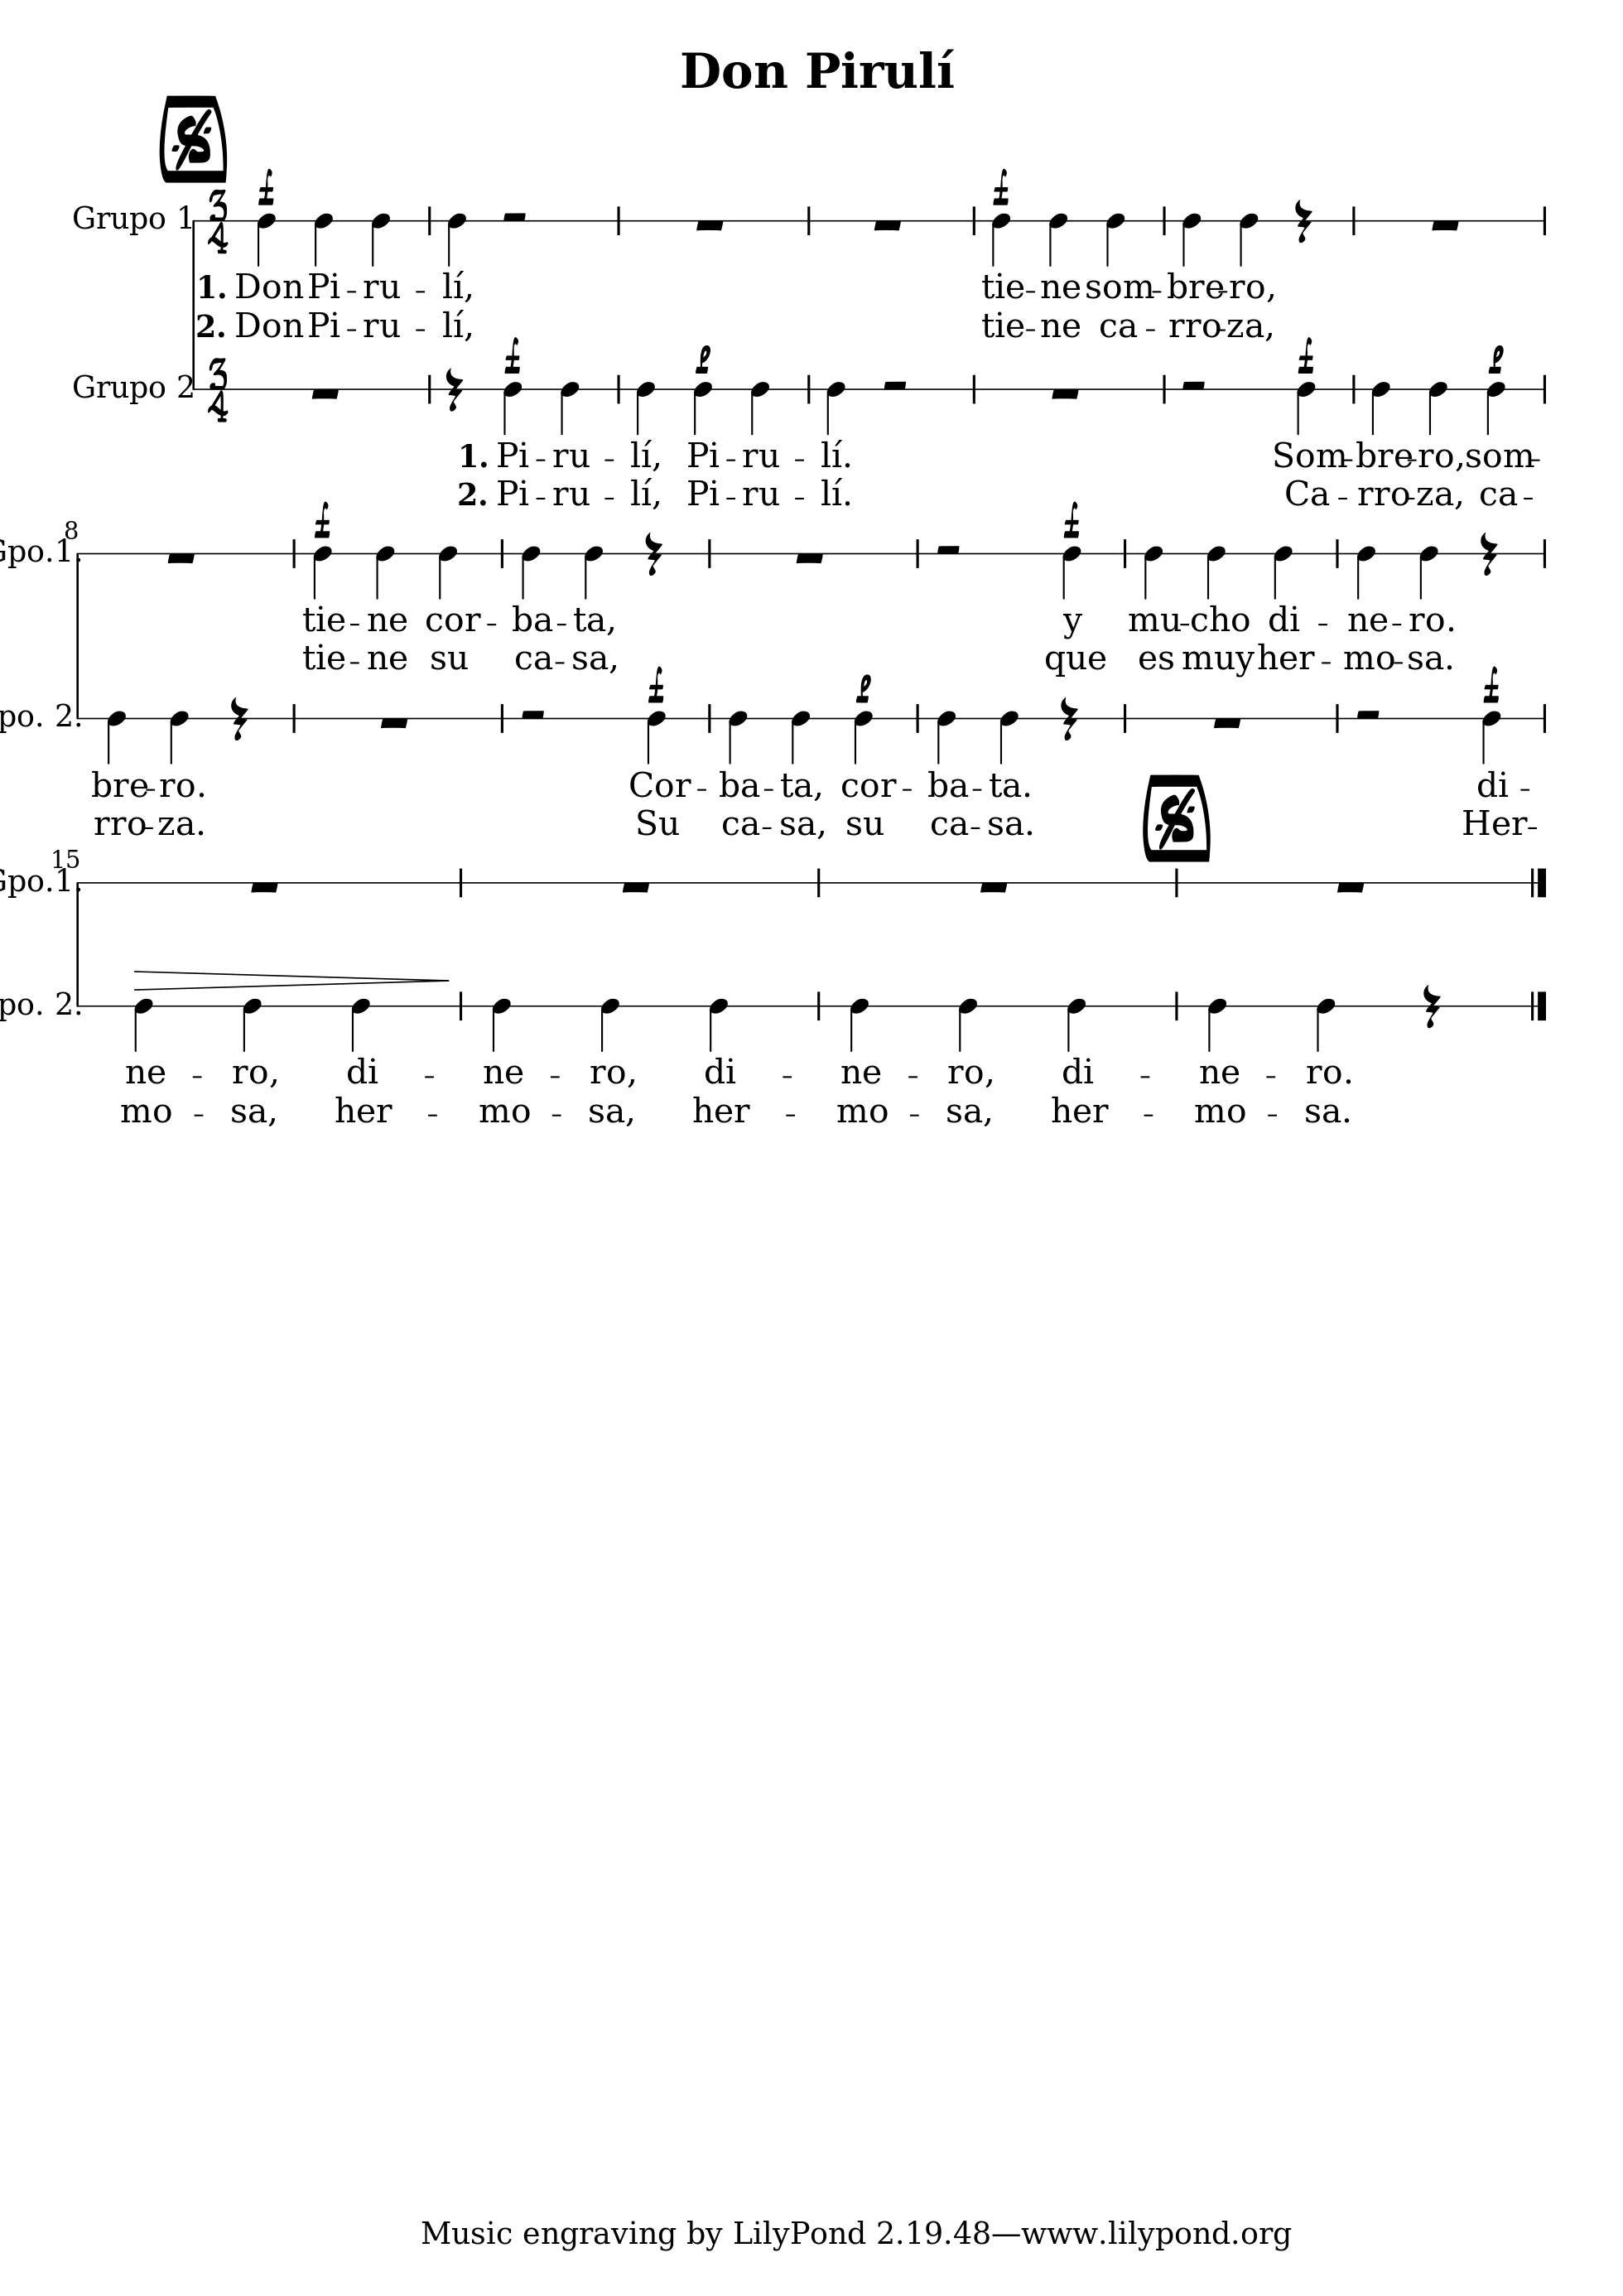 Don Pirulí
Grupo 1
3
4
f f
1. Don Pi - ru - lí, tie - ne som - bre - ro,
2. Don Pi - ru - lí, tie - ne ca - rro - za,
f p f p
Grupo 2
3
4
1. Pi - ru - lí, Pi - ru - lí. Som - bre - ro, som -
2. Pi - ru - lí, Pi - ru - lí. Ca - rro - za, ca -
8
f f
Gpo.1.
tie - ne cor - ba - ta, y mu - cho di - ne - ro.
tie - ne su ca - sa, que es muy her - mo - sa.
f p f
po. 2.
bre - ro. Cor - ba - ta, cor - ba - ta. di -
rro - za. Su ca - sa, su ca - sa. Her -
15
Gpo.1.
po. 2.
ne - ro, di - ne - ro, di - ne - ro, di - ne - ro.
mo - sa, her - mo - sa, her - mo - sa, her - mo - sa.
Music engraving by LilyPond 2.19.48—www.lilypond.org